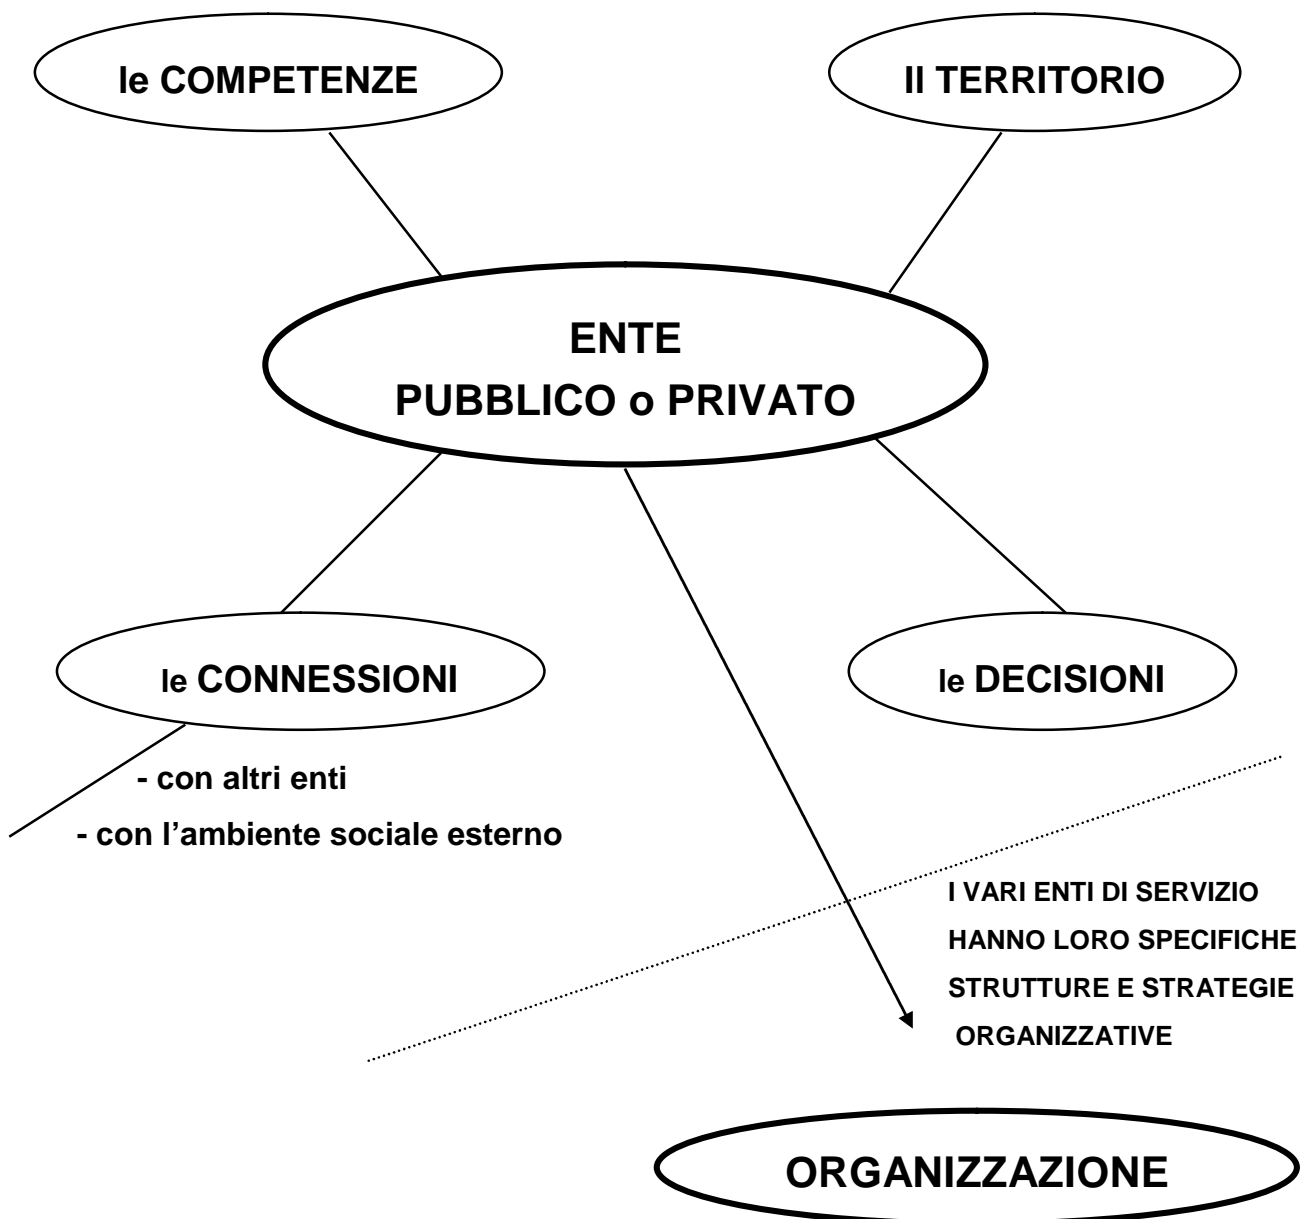 le COMPETENZE
Il TERRITORIO
ENTE
PUBBLICO o PRIVATO
le CONNESSIONI
le DECISIONI
- con altri enti
- con l’ambiente sociale esterno
I VARI ENTI DI SERVIZIO
HANNO LORO SPECIFICHE
STRUTTURE E STRATEGIE
ORGANIZZATIVE
ORGANIZZAZIONE